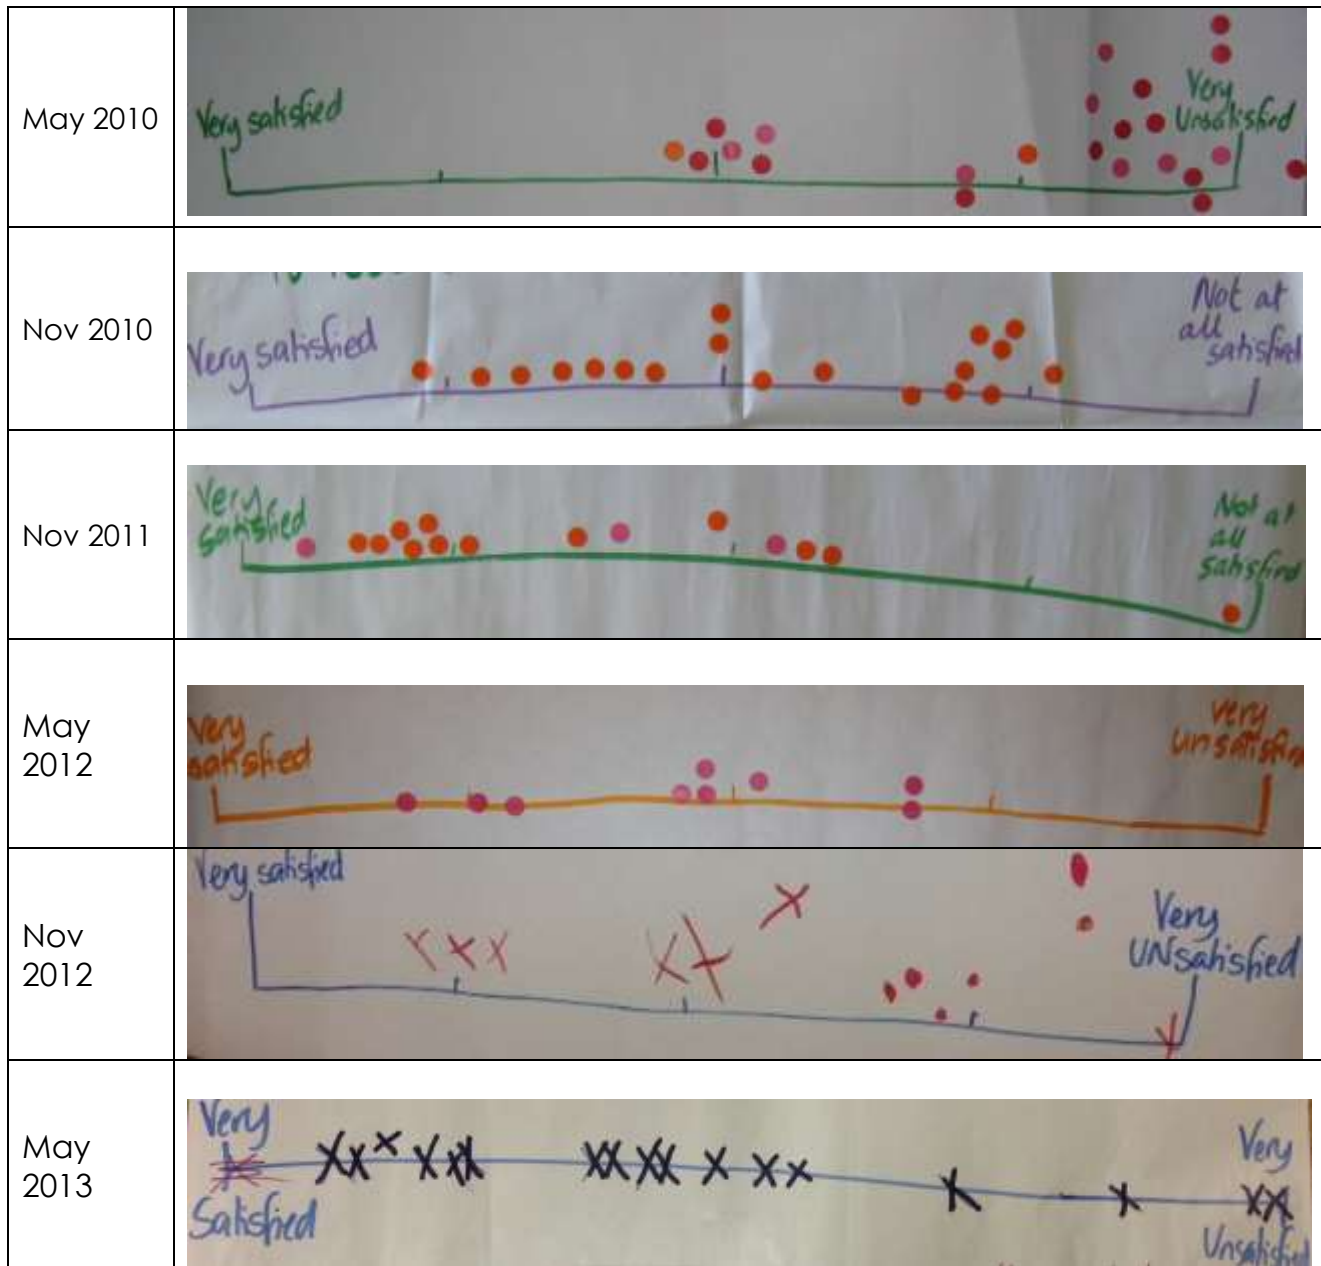 May 2010
Very satisfied
Very
Unsatisfied
Nov 2010
Very satisfied
Not at
all
satisfied
Nov 2011
Very
satisfied
Not at
all
satisfied
May
2012
Very
satisfied
very
unsatisfied
Nov
2012
Very satisfied
Very
UNsatisfied
May
2013
Very
Satisfied
Very
Unsatisfied